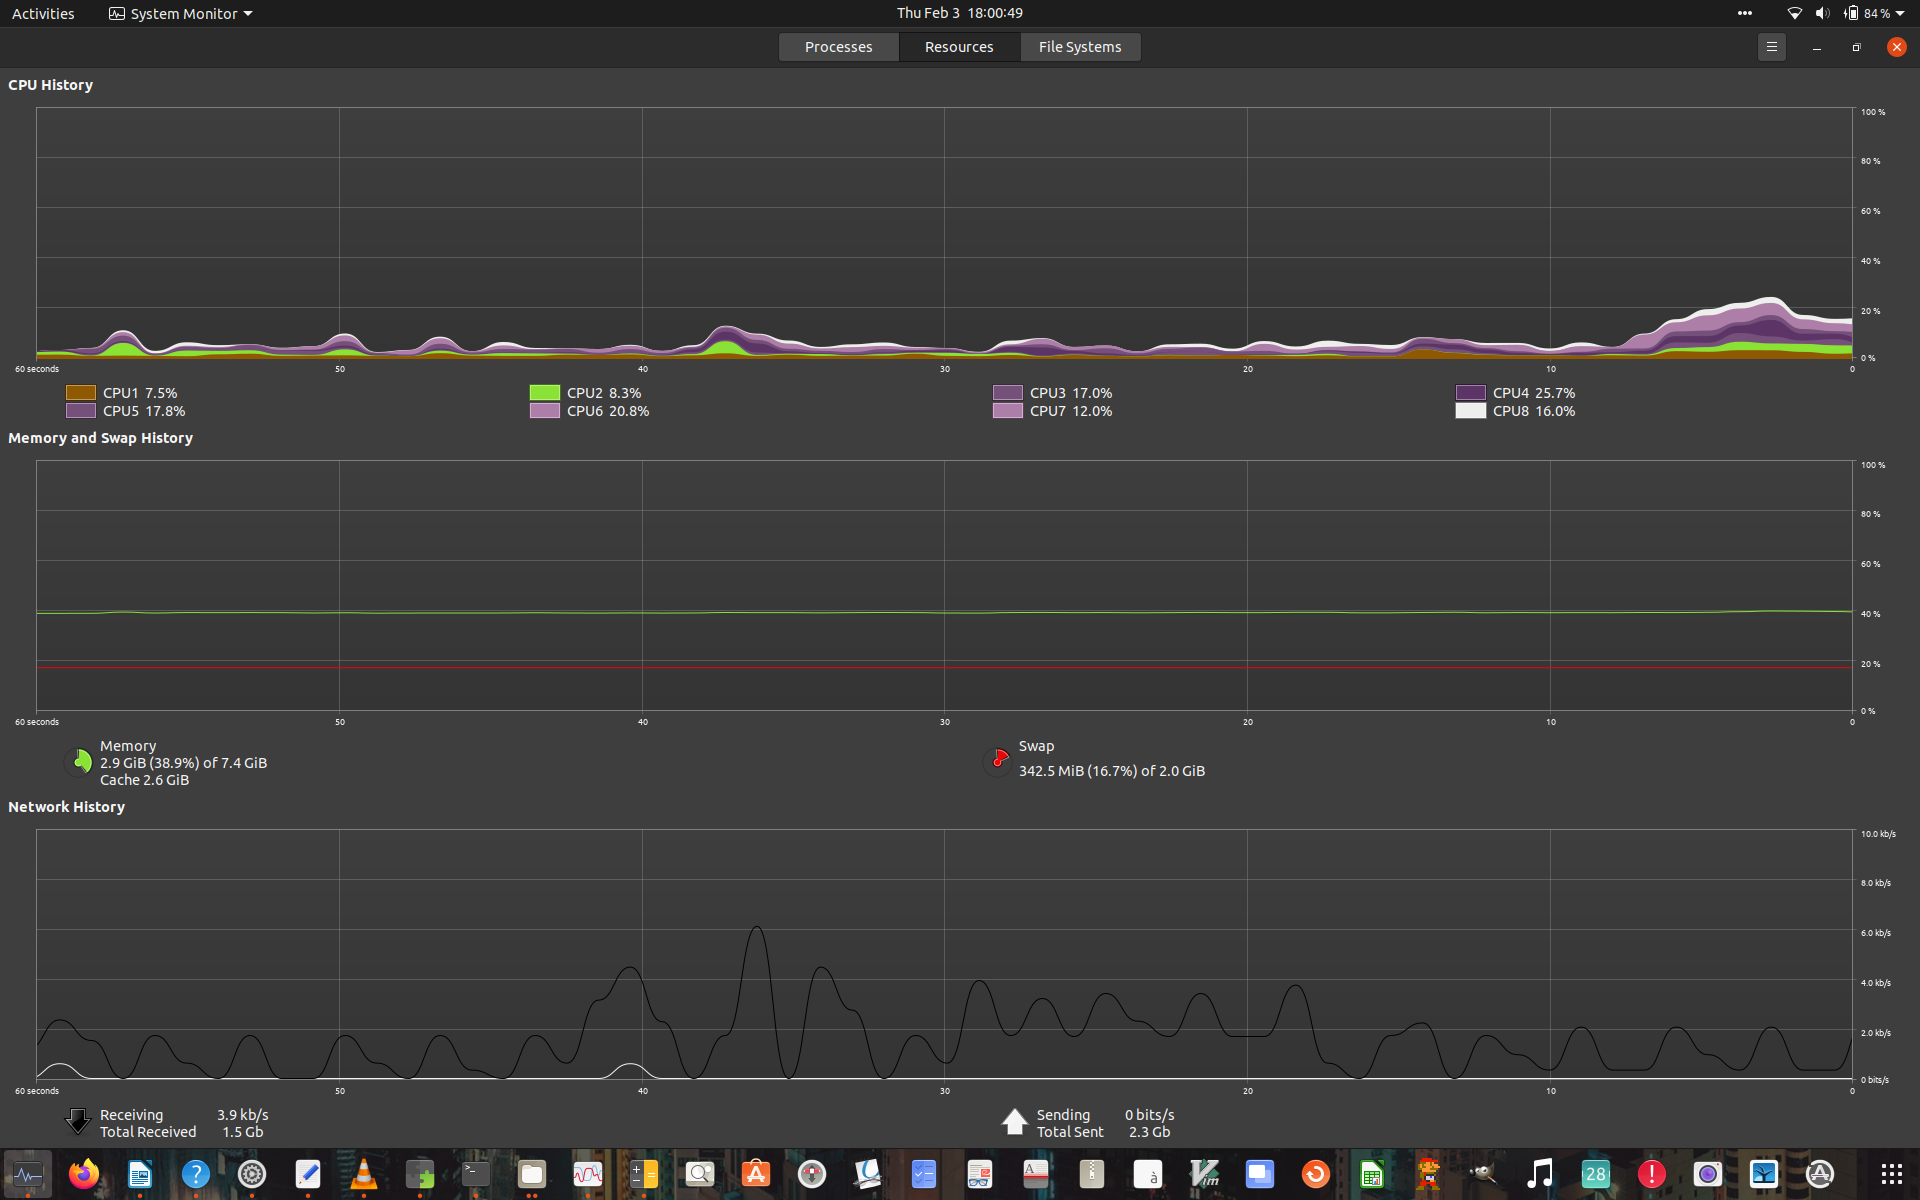 Activities System Monitor Thu Feb 3 18:00:49 84 %
Processes Resources File Systems
CPU History
100 %
80 %
60 %
40 %
20 %
0 %
60 seconds 50 40 30 20 10 0
CPU1 7.5% CPU2 8.3% CPU3 17.0% CPU4 25.7%
CPU5 17.8% CPU6 20.8% CPU7 12.0% CPU8 16.0%
Memory and Swap History
100 %
80 %
60 %
40 %
20 %
0 %
60 seconds 50 40 30 20 10 0
Memory
2.9 GiB (38.9%) of 7.4 GiB
Cache 2.6 GiB
Swap
342.5 MiB (16.7%) of 2.0 GiB
Network History
10.0 kb/s
8.0 kb/s
6.0 kb/s
4.0 kb/s
2.0 kb/s
0 bits/s
60 seconds 50 40 30 20 10 0
Receiving 3.9 kb/s
Total Received 1.5 Gb
Sending 0 bits/s
Total Sent 2.3 Gb
? >_ A à Vim 28 !